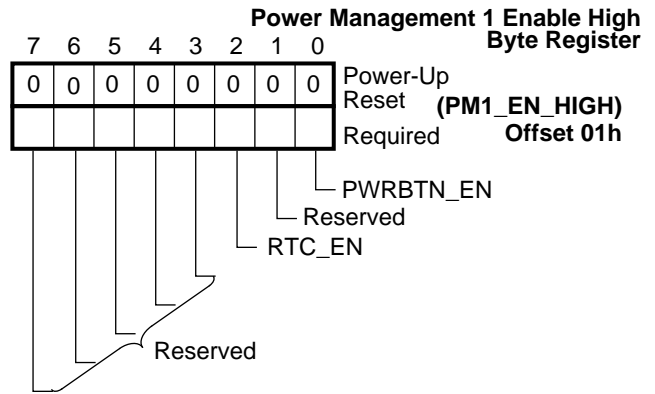 Power Management 1 Enable High
Byte Register
7 6 5 4 3 2 1 0
0 0 0 0 0 0 0 0
Power-Up
Reset
(PM1_EN_HIGH)
Required
Offset 01h
PWRBTN_EN
Reserved
RTC_EN
Reserved